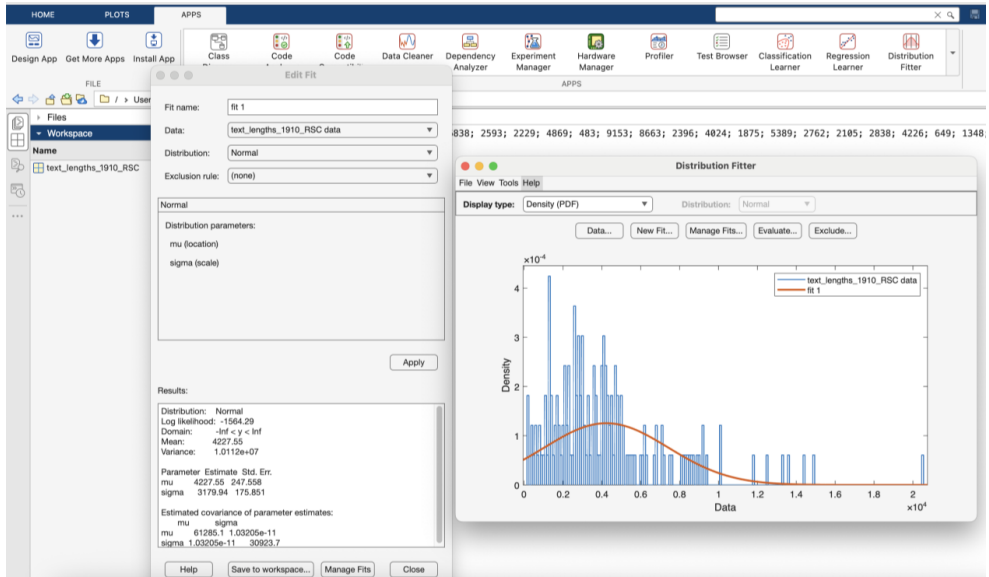 HOME PLOTS APPS
Design App Get More Apps Install App Class Code Code Data Cleaner Dependency Analyzer Experiment Manager Hardware Manager Profiler Test Browser Classification Learner Regression Learner Distribution Fitter
FILE APPS
/ › User
Files
Workspace
Name
text_lengths_1910_RSC
838; 2593; 2229; 4869; 483; 9153; 8663; 2396; 4024; 1875; 5389; 2762; 2105; 2838; 4226; 649; 1348;
Edit Fit
Fit name: fit 1
Data: text_lengths_1910_RSC data
Distribution: Normal
Exclusion rule: (none)
Normal
Distribution parameters:
mu (location)
sigma (scale)
Apply
Results:
Distribution: Normal
Log likelihood: -1564.29
Domain: -Inf < y < Inf
Mean: 4227.55
Variance: 1.0112e+07
Parameter Estimate Std. Err.
mu 4227.55 247.558
sigma 3179.94 175.851
Estimated covariance of parameter estimates:
mu sigma
mu 61285.1 1.03205e-11
sigma 1.03205e-11 30923.7
Help Save to workspace... Manage Fits Close
Distribution Fitter
File View Tools Help
Display type: Density (PDF) Distribution: Normal
Data... New Fit... Manage Fits... Evaluate... Exclude...
×10⁻⁴
text_lengths_1910_RSC data
fit 1
4
3
2
1
0
Density
0 0.2 0.4 0.6 0.8 1 1.2 1.4 1.6 1.8 2
Data
×10⁴